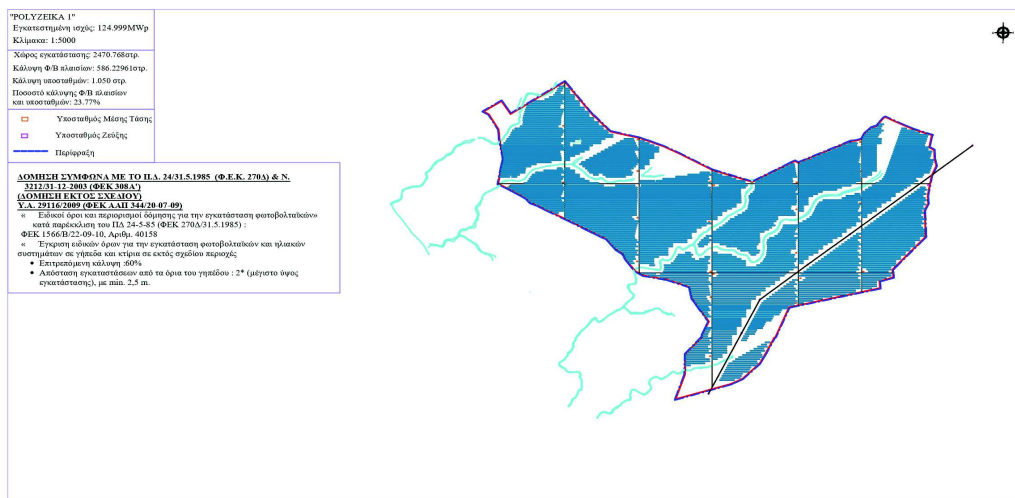 "POLYZEIKA 1"
Εγκατεστημένη ισχύς: 124.999MWp
Κλίμακα: 1:5000
Χώρος εγκατάστασης: 2470.768στρ.
Κάλυψη Φ/Β πλαισίων: 586.22961στρ.
Κάλυψη υποσταθμών: 1.050 στρ.
Ποσοστό κάλυψης Φ/Β πλαισίων
και υποσταθμών: 23.77%
Υποσταθμός Μέσης Τάσης
Υποσταθμός Ζεύξης
Περίφραξη
ΔΟΜΗΣΗ ΣΥΜΦΩΝΑ ΜΕ ΤΟ Π.Δ. 24/31.5.1985 (Φ.Ε.Κ. 270Δ) & Ν.
3212/31-12-2003 (ΦΕΚ 308Α')
(ΔΟΜΗΣΗ ΕΚΤΟΣ ΣΧΕΔΙΟΥ)
Υ.Α. 29116/2009 (ΦΕΚ ΑΑΠ 344/20-07-09)
« Ειδικοί όροι και περιορισμοί δόμησης για την εγκατάσταση φωτοβολταϊκών»
κατά παρέκκλιση του ΠΔ 24-5-85 (ΦΕΚ 270Δ/31.5.1985) :
ΦΕΚ 1566/Β/22-09-10, Αριθμ. 40158
« Έγκριση ειδικών όρων για την εγκατάσταση φωτοβολταϊκών και ηλιακών
συστημάτων σε γήπεδα και κτίρια σε εκτός σχεδίου περιοχές
• Επιτρεπόμενη κάλυψη :60%
• Απόσταση εγκαταστάσεων από τα όρια του γηπέδου : 2* (μέγιστο ύψος
εγκατάστασης), με min. 2,5 m.